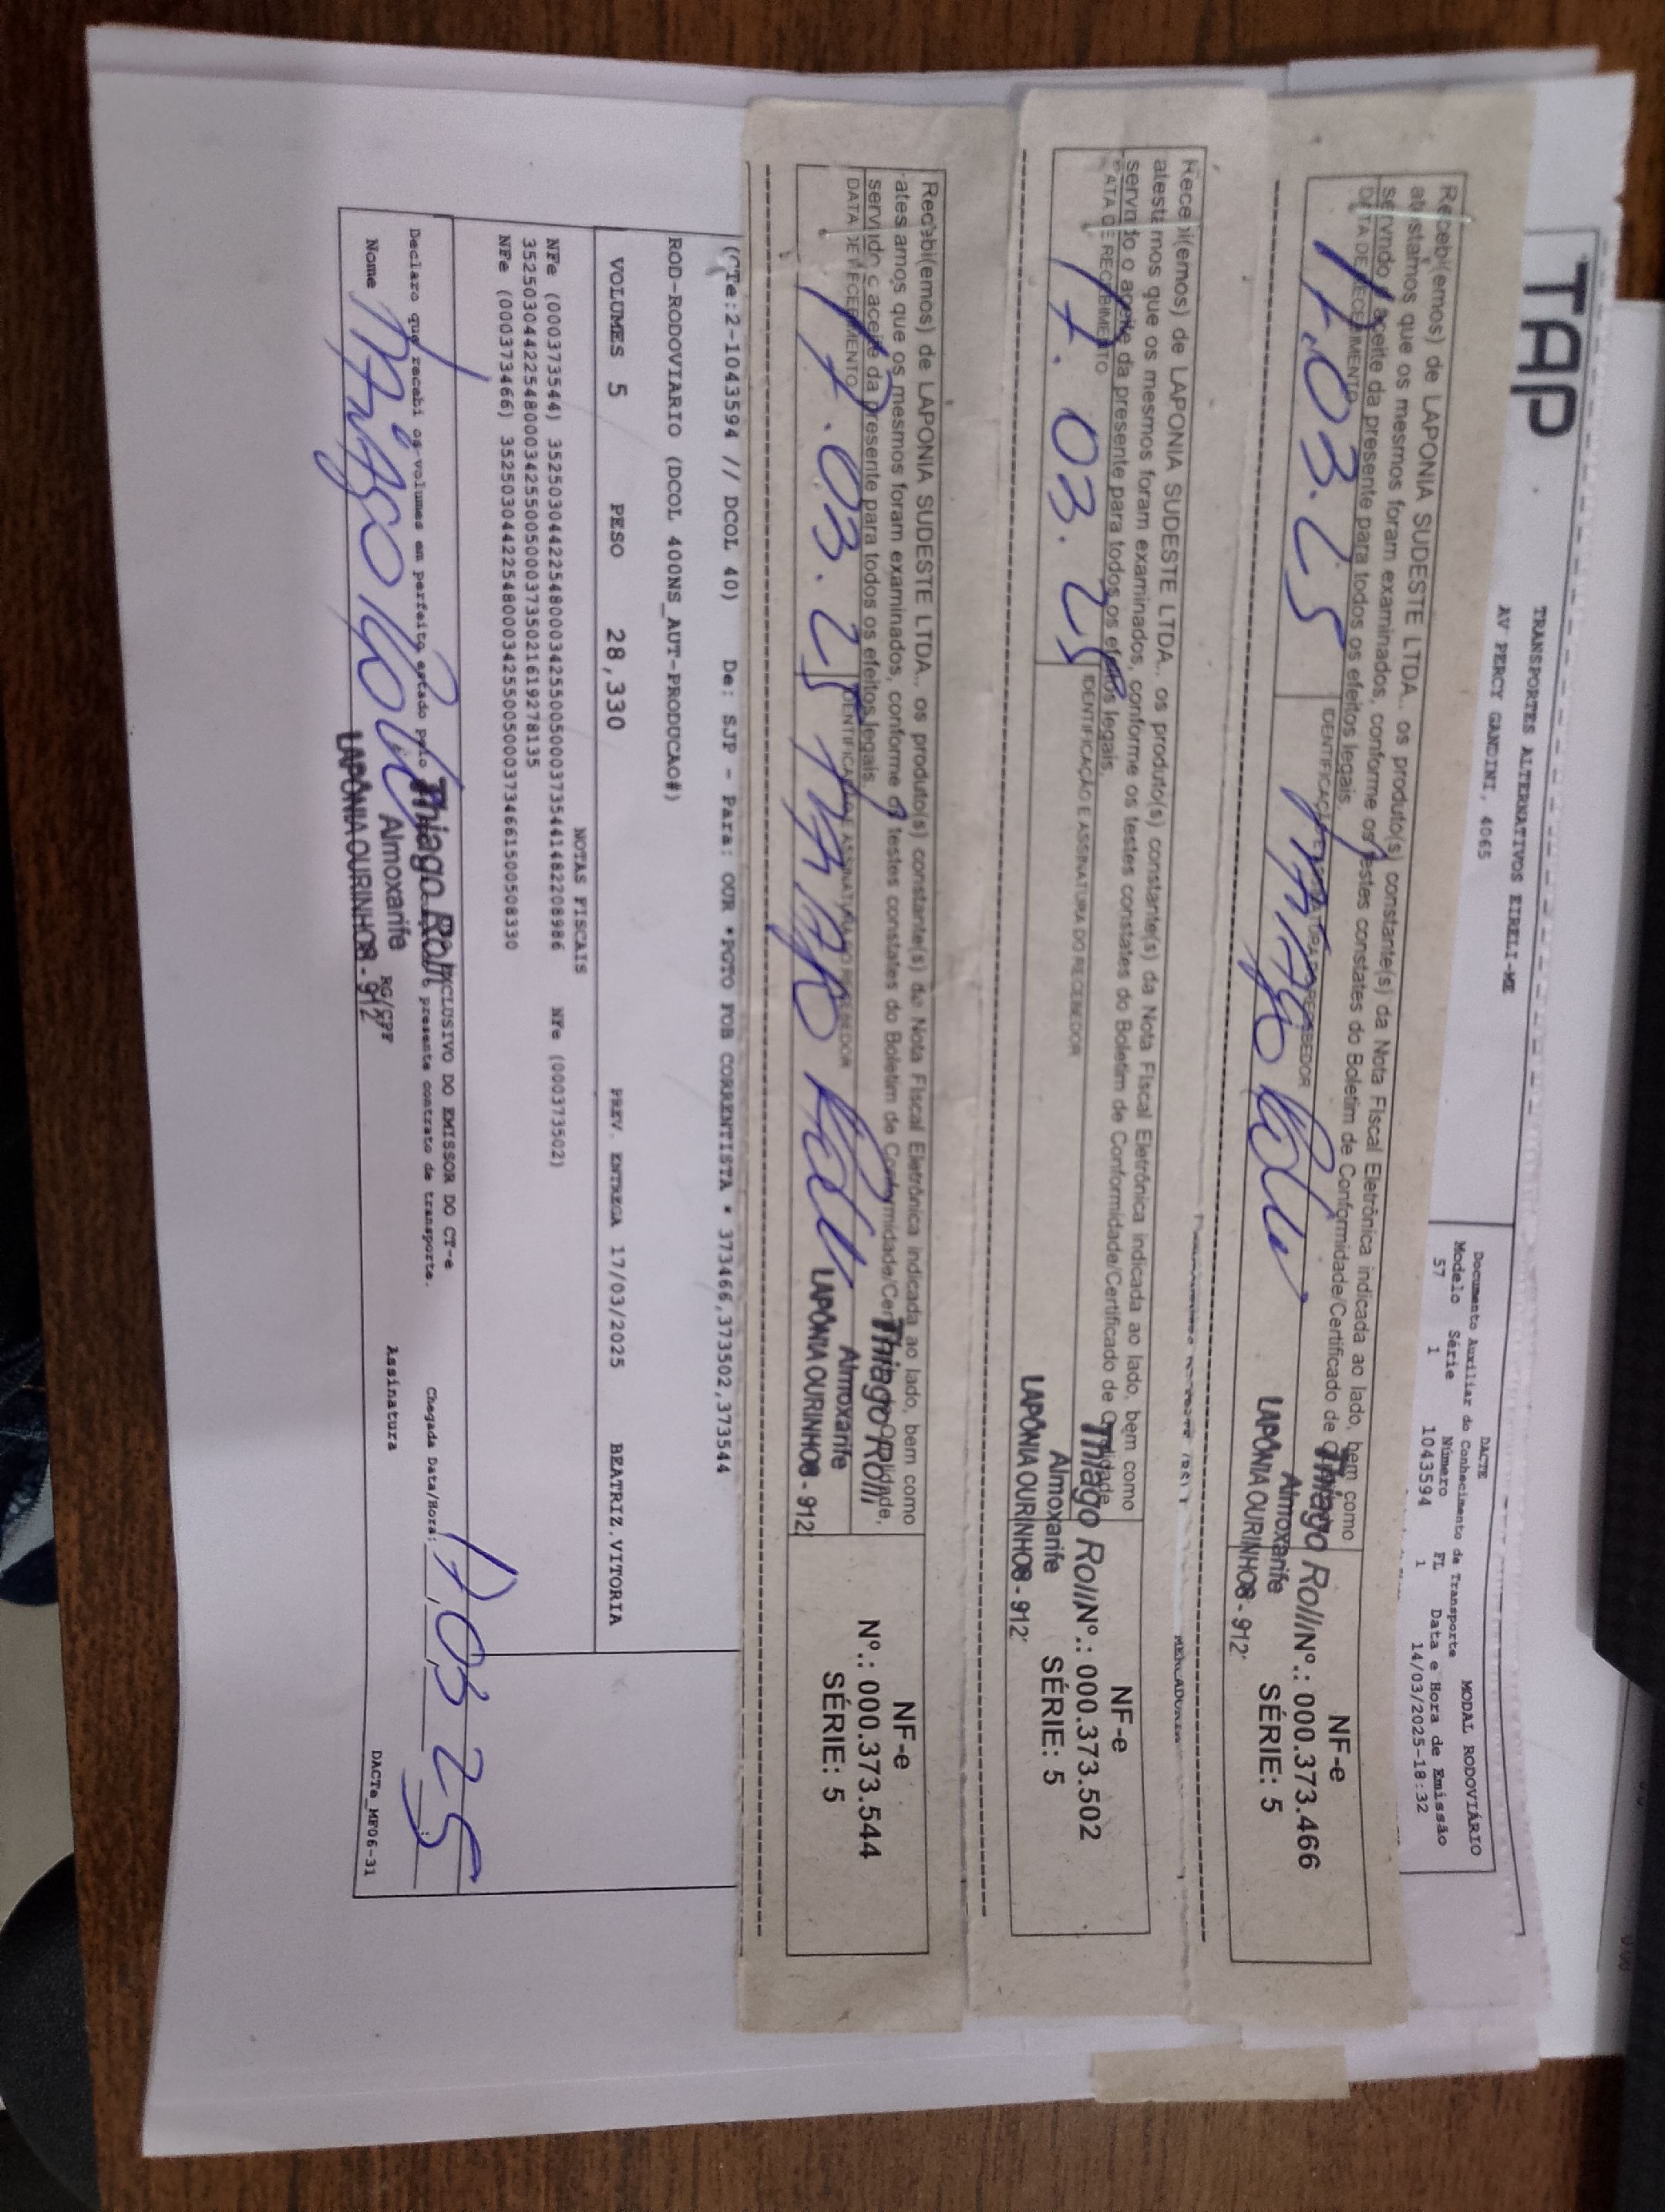 TAP
TRANSPORTES ALTERNATIVOS EIRELI-ME
AV PERCY GANDINI, 4065
DACTE
Documento Auxiliar do Conhecimento de Transporte
MODAL RODOVIÁRIO
Modelo Série Número FL Data e Hora de Emissão
57 1 1043594 1 14/03/2025-18:32
Recebi(emos) de LAPONIA SUDESTE LTDA., os produto(s) constante(s) da Nota Fiscal Eletrônica indicada ao lado, bem como
atestamos que os mesmos foram examinados, conforme os testes constates do Boletim de Conformidade/Certificado de
servindo o aceite da presente para todos os efeitos legais.
DATA DE RECEBIMENTO
17.03.25
Thiago Rolli
Thiago Rolli
Almoxarife
LAPÔNIA OURINHOS - 912
NF-e
Nº.: 000.373.466
SÉRIE: 5
Recebi(emos) de LAPONIA SUDESTE LTDA., os produto(s) constante(s) da Nota Fiscal Eletrônica indicada ao lado, bem como
atestamos que os mesmos foram examinados, conforme os testes constates do Boletim de Conformidade/Certificado de Qualidade,
servindo o aceite da presente para todos os efeitos legais.
DATA DE RECEBIMENTO
IDENTIFICAÇÃO E ASSINATURA DO RECEBEDOR
17.03.25
Thiago Rolli
Almoxarife
LAPÔNIA OURINHOS - 912
NF-e
Nº.: 000.373.502
SÉRIE: 5
Recebi(emos) de LAPONIA SUDESTE LTDA., os produto(s) constante(s) da Nota Fiscal Eletrônica indicada ao lado, bem como
atestamos que os mesmos foram examinados, conforme os testes constates do Boletim de Conformidade/Certificado de Qualidade,
servindo o aceite da presente para todos os efeitos legais.
DATA DE RECEBIMENTO
IDENTIFICAÇÃO E ASSINATURA DO RECEBEDOR
17.03.25
Thiago Rolli
Thiago Rolli
Almoxarife
LAPÔNIA OURINHOS - 912
NF-e
Nº.: 000.373.544
SÉRIE: 5
(CTe:2-1043594 // DCOL 40) De: SJP - Para: OUR *PGTO FOB CORRENTISTA * 373466,373502,373544
ROD-RODOVIARIO (DCOL 400NS_AUT-PRODUCAO#)
VOLUMES 5 PESO 28,330 PREV. ENTREGA 17/03/2025 BEATRIZ.VITORIA
NOTAS FISCAIS
NFe (000373544) 35250304422548000342550050003735441482208986 NFe (000373502)
35250304422548000342550050003735021619278135
NFe (000373466) 35250304422548000342550050003734661500508330
EXCLUSIVO DO EMISSOR DO CT-e
Declaro que recebi os volumes em perfeito estado pelo presente contrato de transporte.
Chegada Data/Hora: 17 03 25
Nome Thiago Rolli
Thiago Rolli
Almoxarife
LAPÔNIA OURINHOS - 912
RG/CPF
Assinatura
DACTe_MF06-31